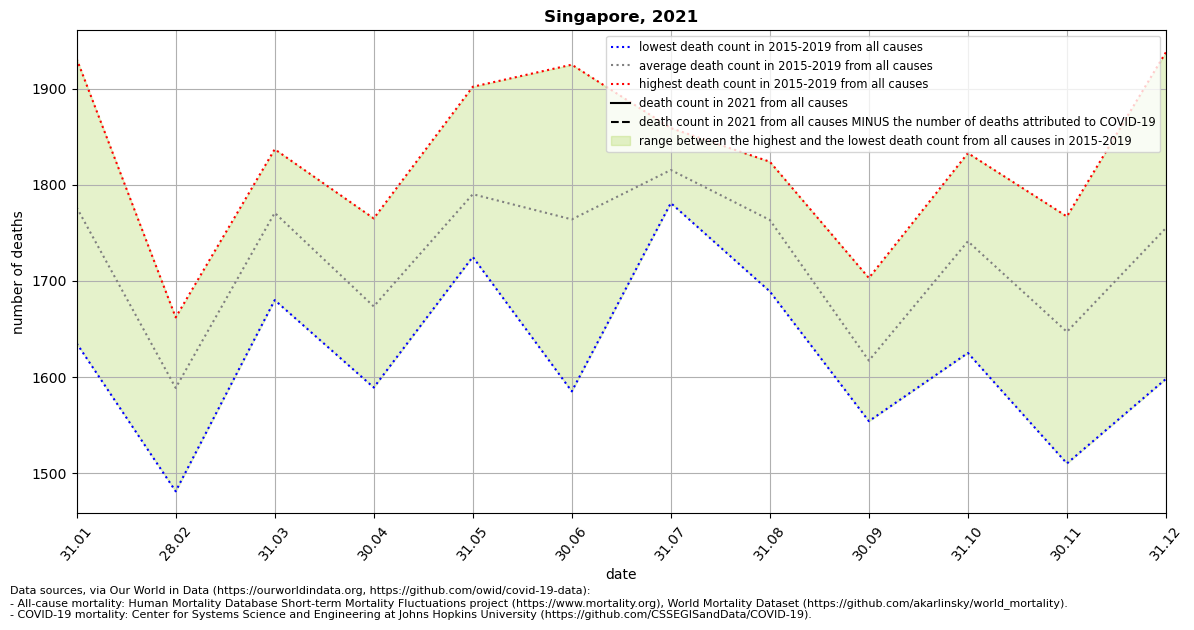 Singapore, 2021
lowest death count in 2015-2019 from all causes
average death count in 2015-2019 from all causes
highest death count in 2015-2019 from all causes
death count in 2021 from all causes
death count in 2021 from all causes MINUS the number of deaths attributed to COVID-19
range between the highest and the lowest death count from all causes in 2015-2019
number of deaths
1900
1800
1700
1600
1500
31.01 28.02 31.03 30.04 31.05 30.06 31.07 31.08 30.09 31.10 30.11 31.12
date
Data sources, via Our World in Data (https://ourworldindata.org, https://github.com/owid/covid-19-data):
- All-cause mortality: Human Mortality Database Short-term Mortality Fluctuations project (https://www.mortality.org), World Mortality Dataset (https://github.com/akarlinsky/world_mortality).
- COVID-19 mortality: Center for Systems Science and Engineering at Johns Hopkins University (https://github.com/CSSEGISandData/COVID-19).